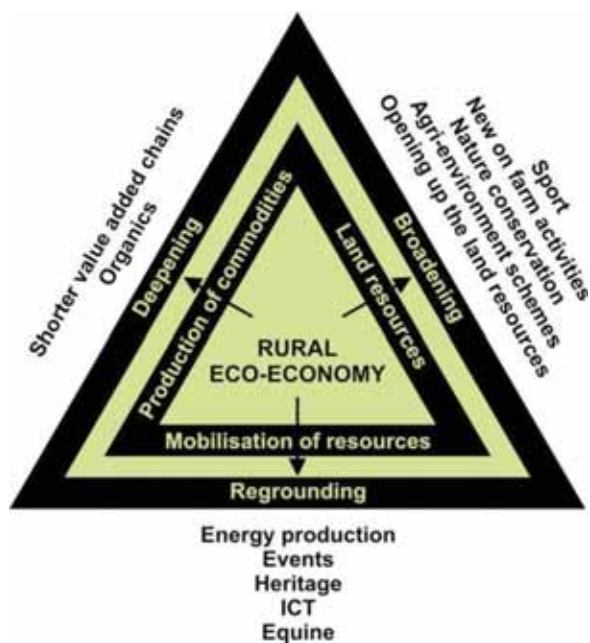 Shorter value added chains
Organics
Deepening
Production of commodities
Sport
New on farm activities
Nature conservation
Agri-environment schemes
Opening up the land resources
Broadening
Land resources
RURAL
ECO-ECONOMY
Mobilisation of resources
Regrounding
Energy production
Events
Heritage
ICT
Equine